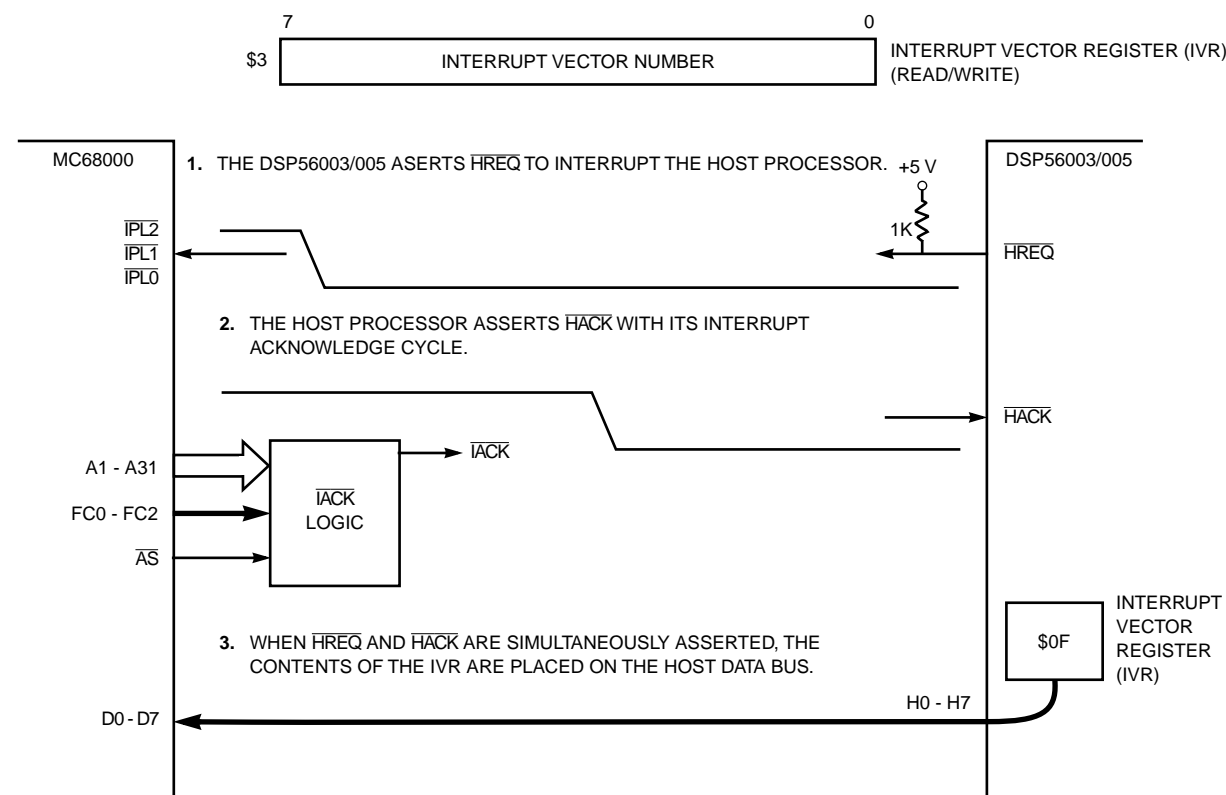 7 0
$3 INTERRUPT VECTOR NUMBER INTERRUPT VECTOR REGISTER (IVR)
(READ/WRITE)
MC68000
1. THE DSP56003/005 ASERTS HREQ TO INTERRUPT THE HOST PROCESSOR.
+5 V
DSP56003/005
1K
IPL2
IPL1
IPL0
HREQ
2. THE HOST PROCESSOR ASSERTS HACK WITH ITS INTERRUPT
ACKNOWLEDGE CYCLE.
HACK
A1 - A31
FC0 - FC2
AS
IACK
LOGIC
IACK
3. WHEN HREQ AND HACK ARE SIMULTANEOUSLY ASSERTED, THE
CONTENTS OF THE IVR ARE PLACED ON THE HOST DATA BUS.
$0F
INTERRUPT
VECTOR
REGISTER
(IVR)
D0 - D7
H0 - H7